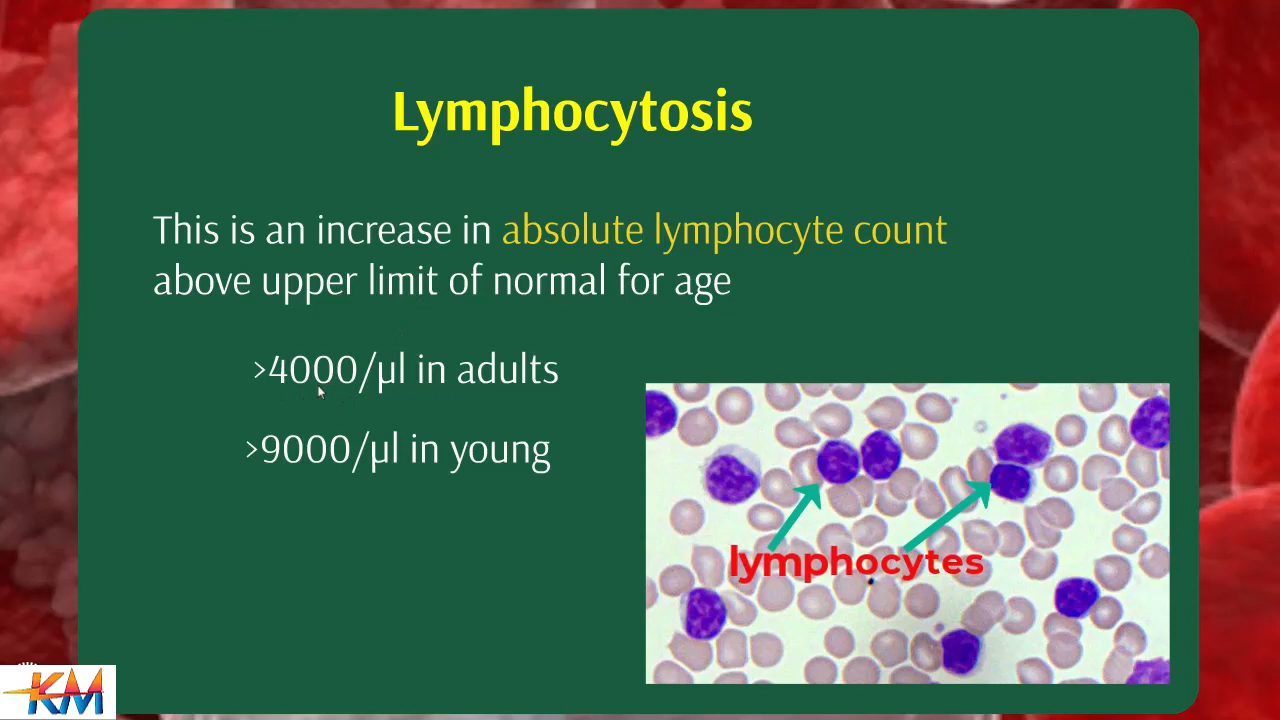 Lymphocytosis
This is an increase in absolute lymphocyte count
above upper limit of normal for age
>4000/µl in adults
>9000/µl in young
lymphocytes
KM